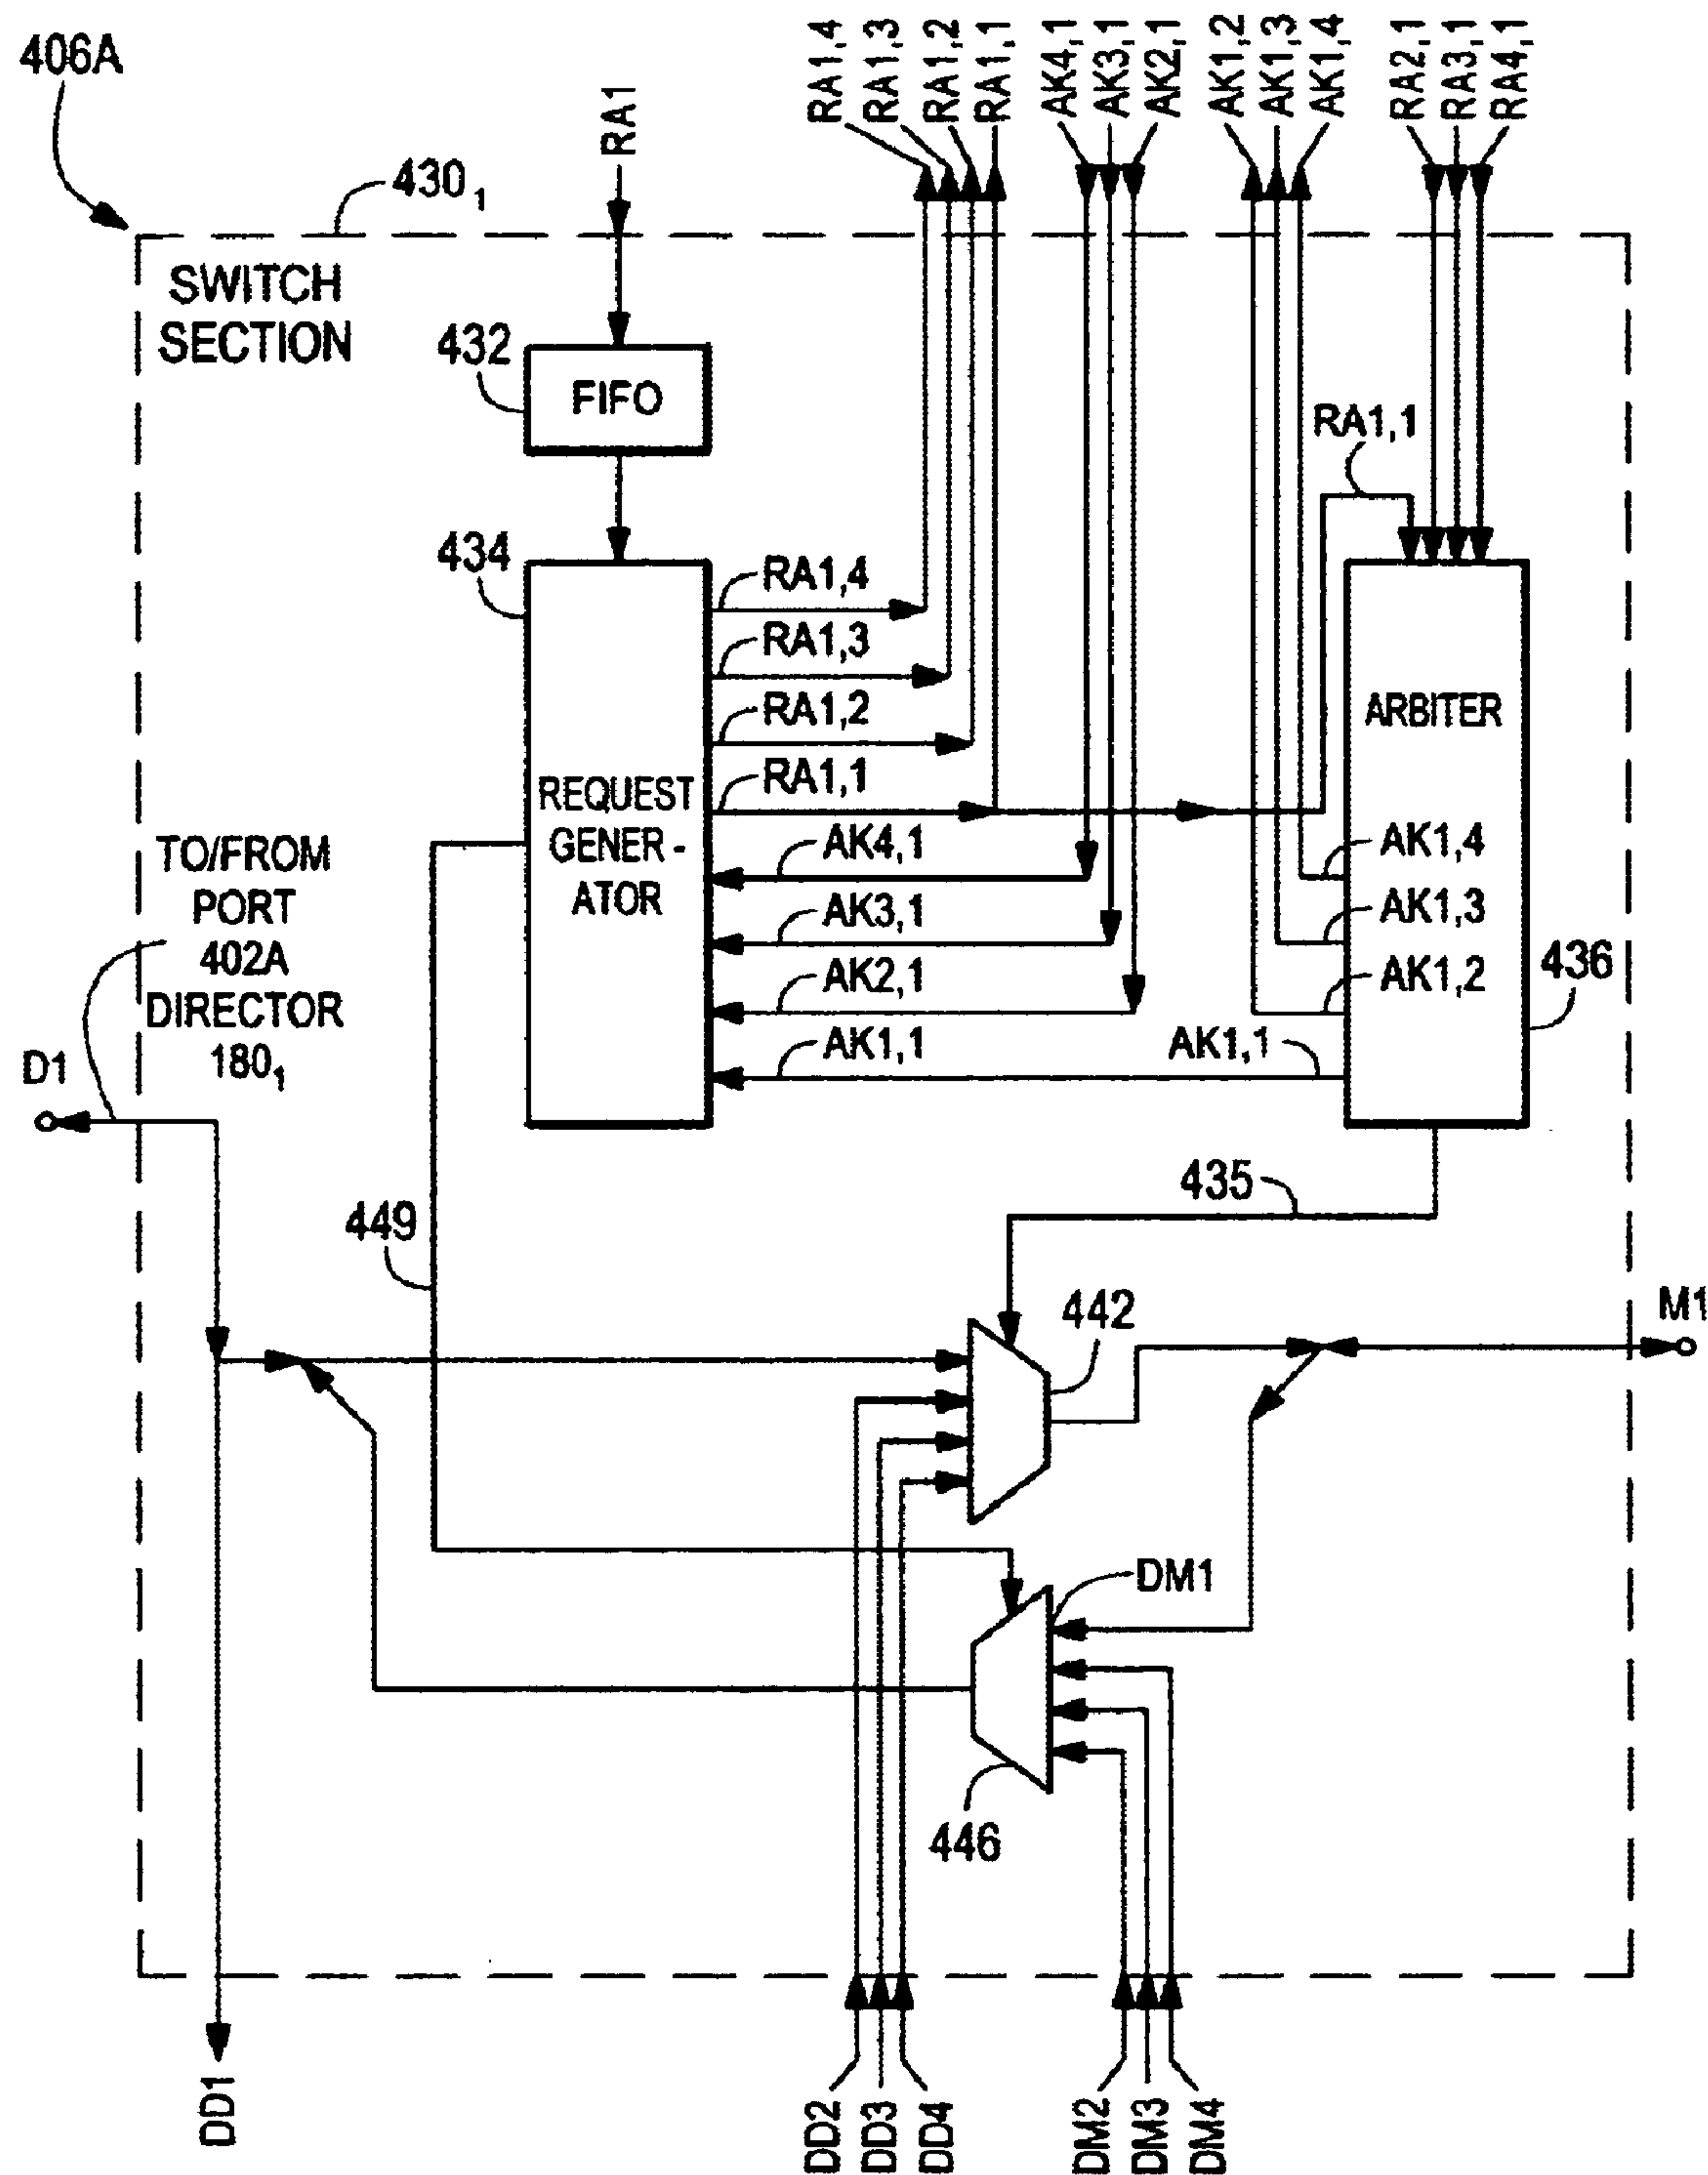 406A
RA1
RA1,4
RA1,3
RA1,2
RA1,1
AK4,1
AK3,1
AK2,1
AK1,2
AK1,3
AK1,4
RA2,1
RA3,1
RA4,1
430₁
SWITCH
SECTION
432
FIFO
RA1,1
434
REQUEST
GENER-
ATOR
RA1,4
RA1,3
RA1,2
RA1,1
AK4,1
AK3,1
AK2,1
AK1,1
ARBITER
AK1,4
AK1,3
AK1,2
AK1,1
436
TO/FROM
PORT
402A
DIRECTOR
180₁
D1
435
449
442
M1
DM1
446
DD1
DD2
DD3
DD4
DM2
DM3
DM4